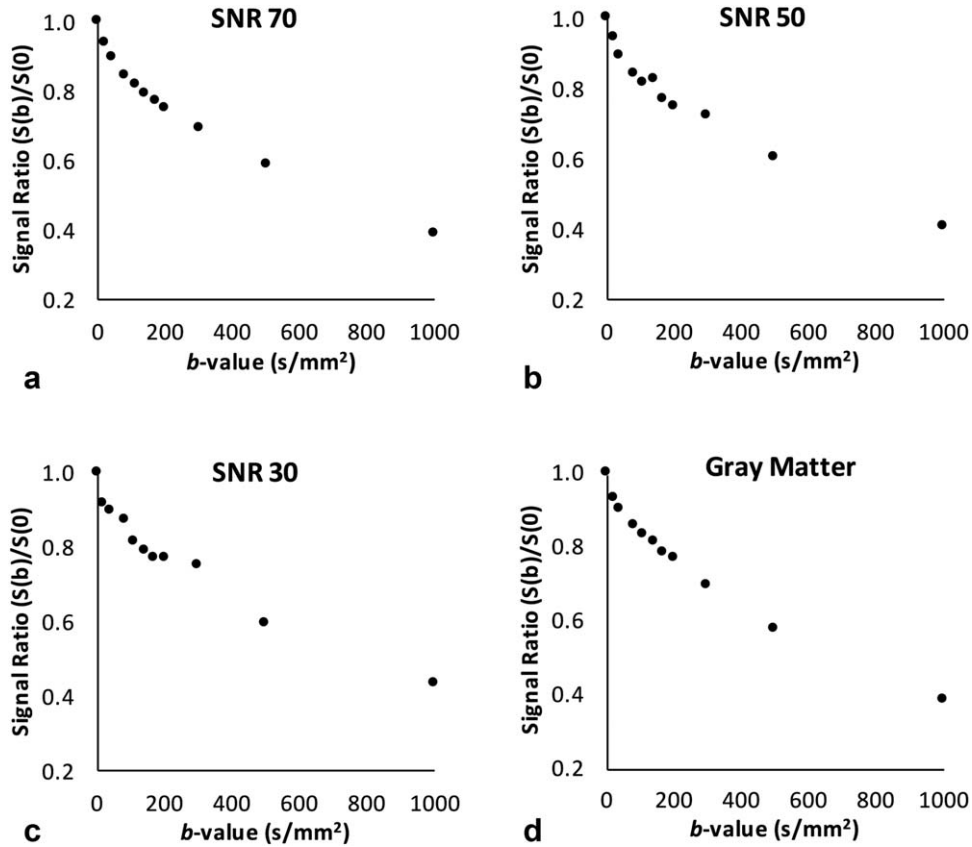 SNR 70
Signal Ratio (S(b)/S(0)
1.0
0.8
0.6
0.4
0.2
0 200 400 600 800 1000
b-value (s/mm²)
a
SNR 50
Signal Ratio (S(b)/S(0)
1.0
0.8
0.6
0.4
0.2
0 200 400 600 800 1000
b-value (s/mm²)
b
SNR 30
Signal Ratio (S(b)/S(0)
1.0
0.8
0.6
0.4
0.2
0 200 400 600 800 1000
b-value (s/mm²)
c
Gray Matter
Signal Ratio (S(b)/S(0)
1.0
0.8
0.6
0.4
0.2
0 200 400 600 800 1000
b-value (s/mm²)
d